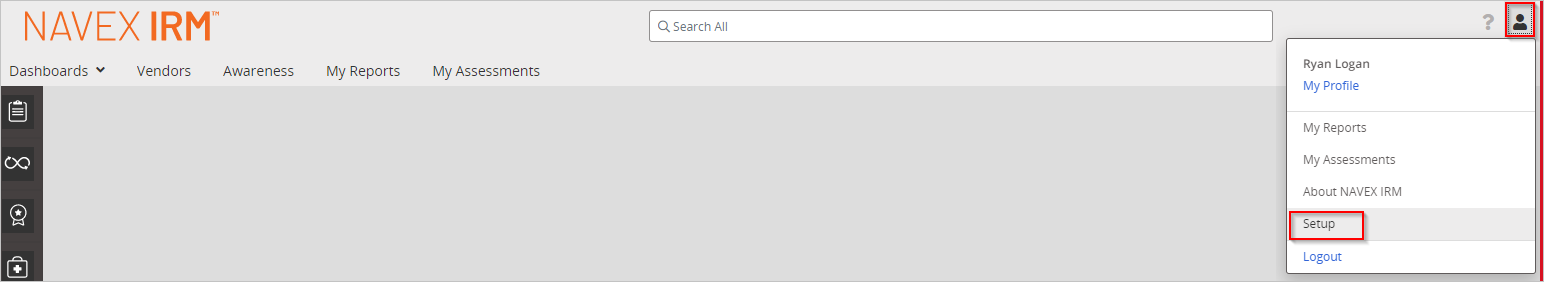 NAVEX IRM™
Search All
?
Dashboards
Vendors
Awareness
My Reports
My Assessments
Ryan Logan
My Profile
My Reports
My Assessments
About NAVEX IRM
Setup
Logout